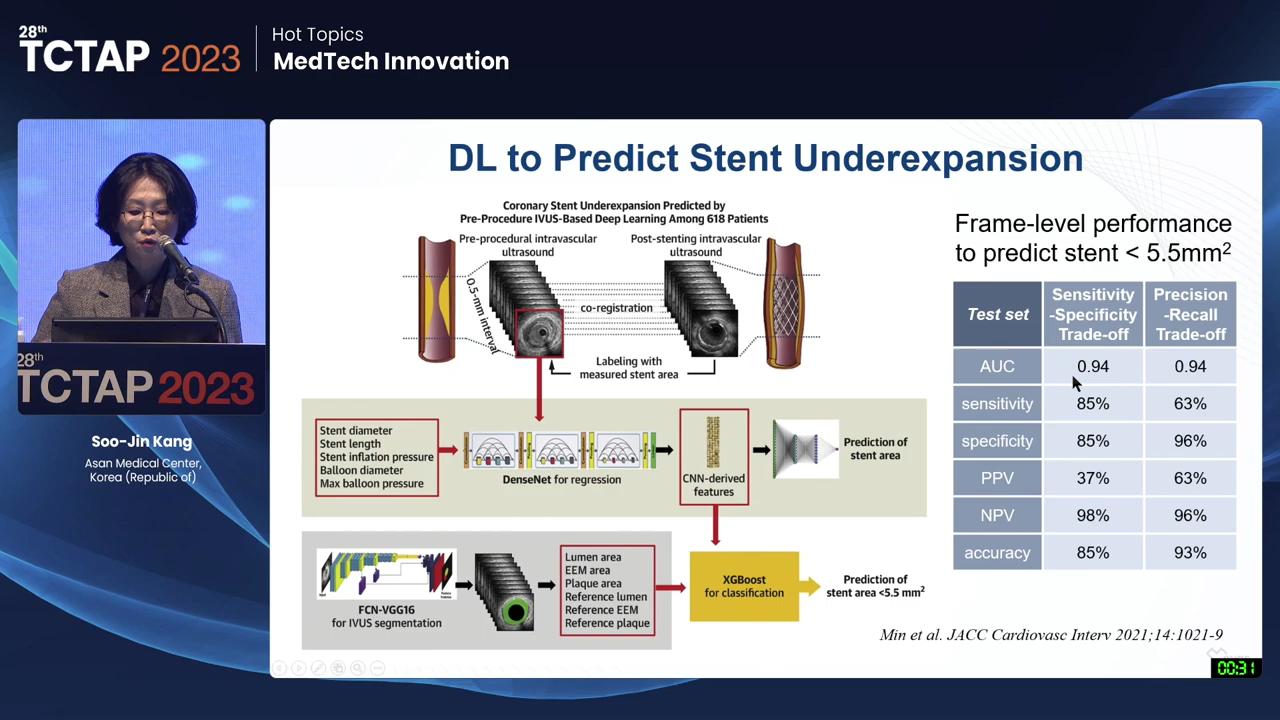 28th
TCTAP 2023
Hot Topics
MedTech Innovation
28th
TCTAP 2023
Soo-Jin Kang
Asan Medical Center,
Korea (Republic of)
DL to Predict Stent Underexpansion
Coronary Stent Underexpansion Predicted by
Pre-Procedure IVUS-Based Deep Learning Among 618 Patients
Pre-procedural intravascular
ultrasound
Post-stenting intravascular
ultrasound
0.5-mm interval
co-registration
Labeling with
measured stent area
Stent diameter
Stent length
Stent inflation pressure
Balloon diameter
Max balloon pressure
DenseNet for regression
CNN-derived
features
Prediction of
stent area
FCN-VGG16
for IVUS segmentation
Lumen area
EEM area
Plaque area
Reference lumen
Reference EEM
Reference plaque
XGBoost
for classification
Prediction of
stent area <5.5 mm²
Frame-level performance
to predict stent < 5.5mm²
Test set
Sensitivity
-Specificity
Trade-off
Precision
-Recall
Trade-off
AUC 0.94 0.94
sensitivity 85% 63%
specificity 85% 96%
PPV 37% 63%
NPV 98% 96%
accuracy 85% 93%
Min et al. JACC Cardiovasc Interv 2021;14:1021-9
00:31